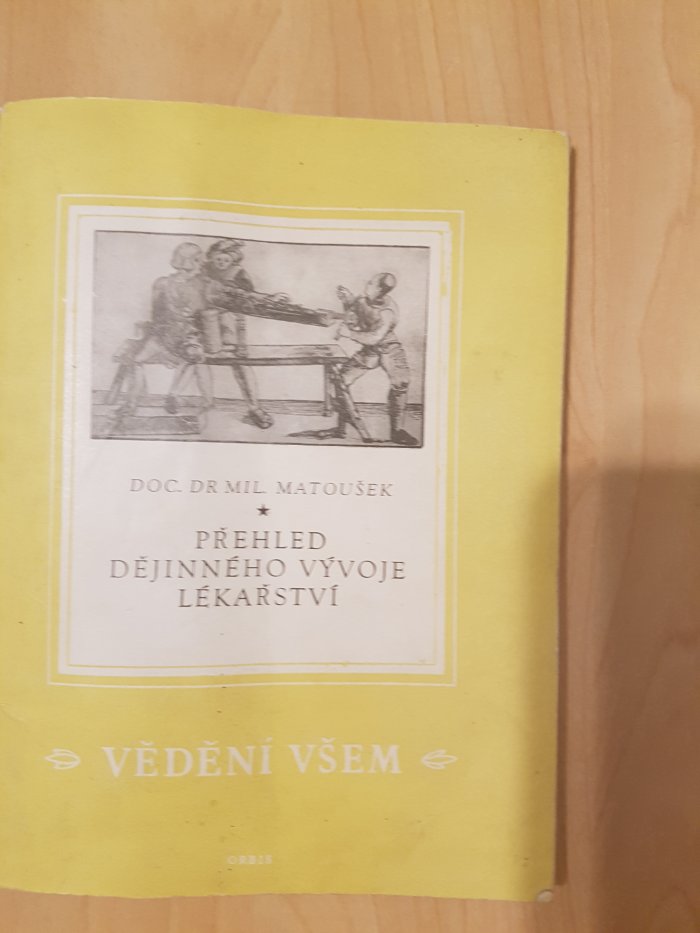 DOC. DR MIL. MATOUŠEK
★
PŘEHLED
DĚJINNÉHO VÝVOJE
LÉKAŘSTVÍ
VĚDĚNÍ VŠEM
ORBIS